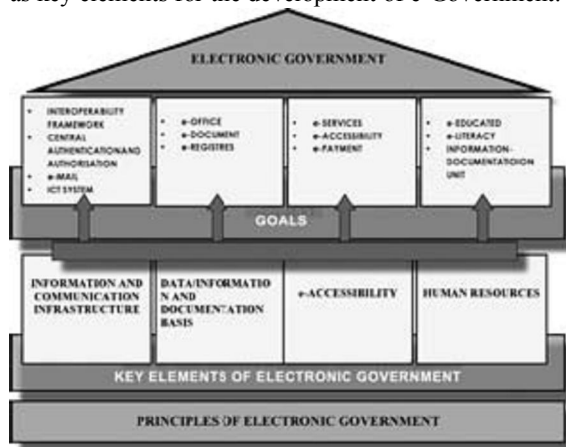 as key elements for the development of e-Government.
ELECTRONIC GOVERNMENT
• INTEROPERABILITY
FRAMEWORK
• CENTRAL
AUTHENTICATIONAND
AUTHORISATION
• e-MAIL
• ICT SYSTEM
• e-OFFICE
• e-DOCUMENT
• e-REGISTRES
• e-SERVICES
• e-ACCESSIBILITY
• e-PAYMENT
• e-EDUCATED
• e-LITERACY
• INFORMATION-
DOCUMENTATOION
UNIT
GOALS
INFORMATION AND
COMMUNICATION
INFRASTRUCTURE
DATA/INFORMATIO
N AND
DOCUMENTATION
BASIS
e-ACCESSIBILITY
HUMAN RESOURCES
KEY ELEMENTS OF ELECTRONIC GOVERNMENT
PRINCIPLES OF ELECTRONIC GOVERNMENT